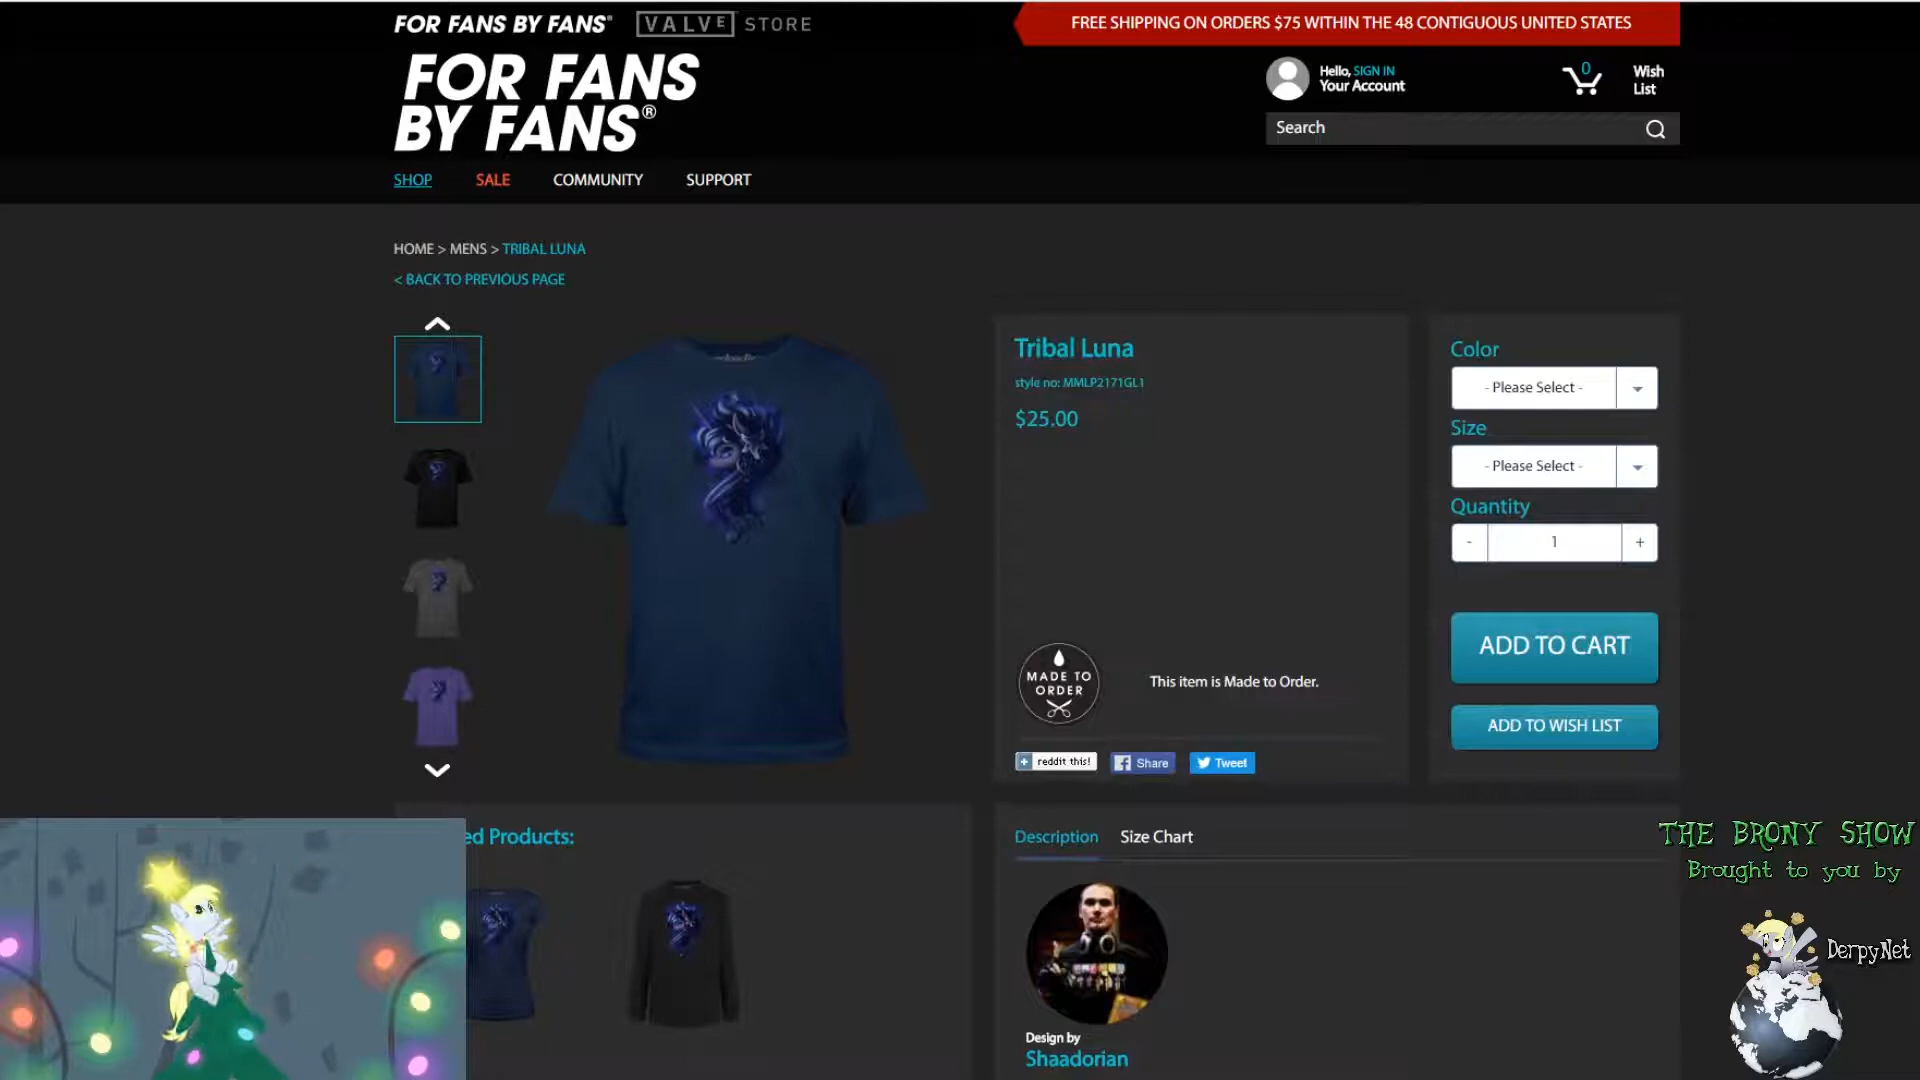 FOR FANS BY FANS® VALVE STORE
FREE SHIPPING ON ORDERS $75 WITHIN THE 48 CONTIGUOUS UNITED STATES
FOR FANS
BY FANS®
Hello, SIGN IN
Your Account
0
Wish
List
Search
SHOP SALE COMMUNITY SUPPORT
HOME > MENS > TRIBAL LUNA
< BACK TO PREVIOUS PAGE
Tribal Luna
style no: MMLP2171GL1
$25.00
Color
- Please Select -
Size
- Please Select -
Quantity
- 1 +
ADD TO CART
ADD TO WISH LIST
MADE TO
ORDER
This item is Made to Order.
reddit this! Share Tweet
ed Products:
Description Size Chart
Design by
Shaadorian
THE BRONY SHOW
Brought to you by
DerpyNet